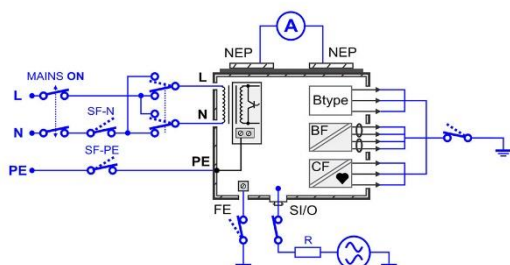 A
NEP NEP
MAINS ON
L
L
SF-N
N
N
Btype
BF
SF-PE
PE
PE
CF
FE
SI/O
R